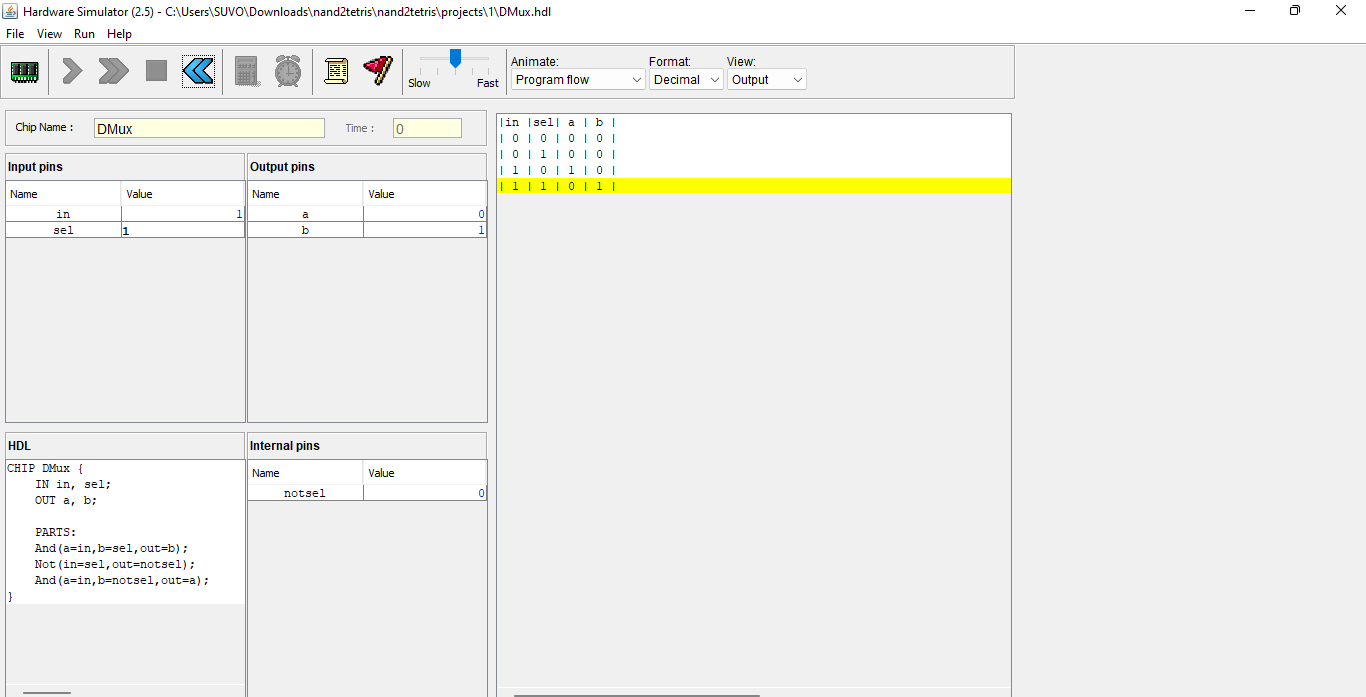 Hardware Simulator (2.5) - C:\Users\SUVO\Downloads\nand2tetris\nand2tetris\projects\1\DMux.hdl
File View Run Help
Slow Fast
Animate: Format: View:
Program flow Decimal Output
Chip Name : DMux Time : 0
Input pins
Name Value
in 1
sel 1
Output pins
Name Value
a 0
b 1
HDL
CHIP DMux {
    IN in, sel;
    OUT a, b;
    PARTS:
    And(a=in,b=sel,out=b);
    Not(in=sel,out=notsel);
    And(a=in,b=notsel,out=a);
}
Internal pins
Name Value
notsel 0
|in |sel| a | b |
| 0 | 0 | 0 | 0 |
| 0 | 1 | 0 | 0 |
| 1 | 0 | 1 | 0 |
| 1 | 1 | 0 | 1 |